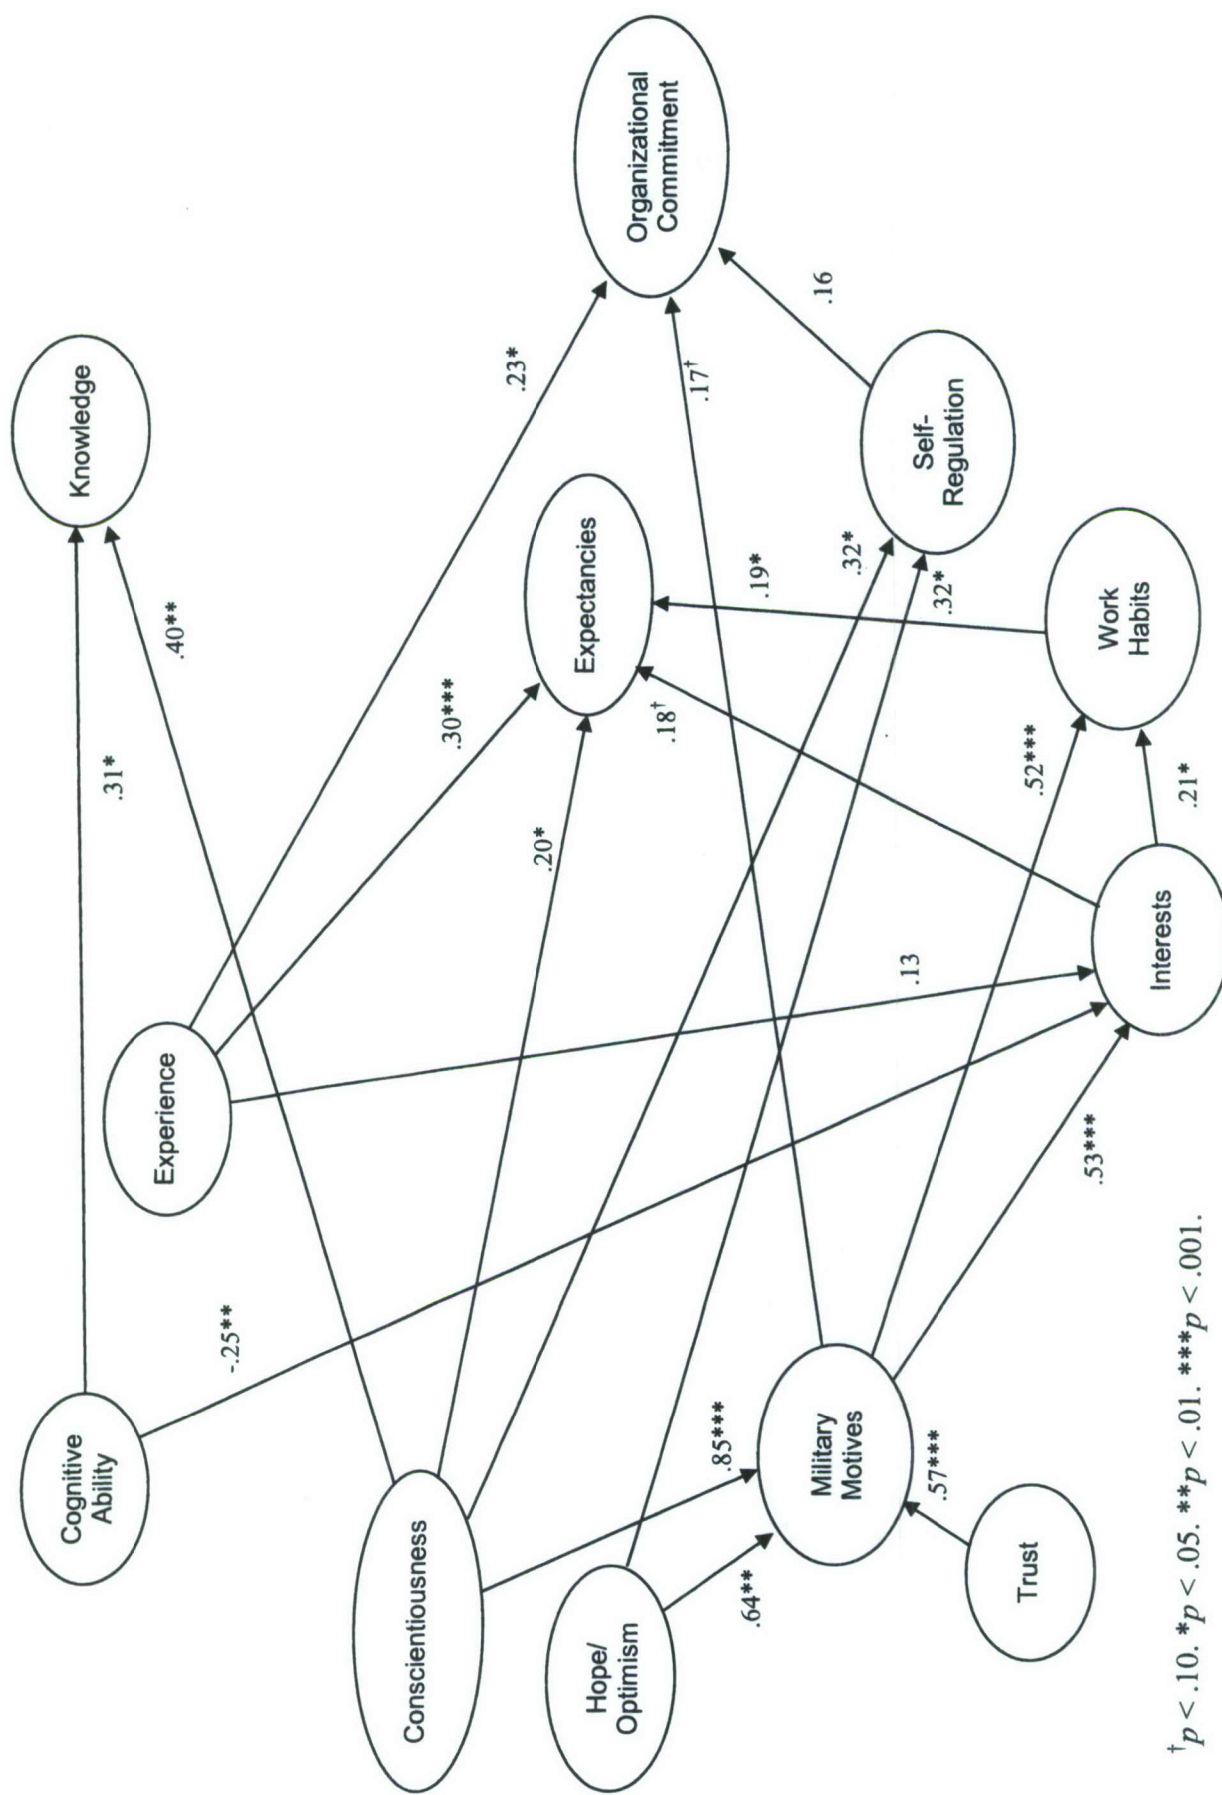 Cognitive
Ability
Knowledge
.31*
.40**
Experience
-.25**
.30***
.23*
Conscientiousness
.20*
Expectancies
Organizational
Commitment
Hope/
Optimism
.85***
.64**
.18†
.19*
.17†
.16
.32*
.32*
Self-
Regulation
Military
Motives
.13
.52***
Work
Habits
.57***
.53***
.21*
Trust
Interests
†p < .10. *p < .05. **p < .01. ***p < .001.